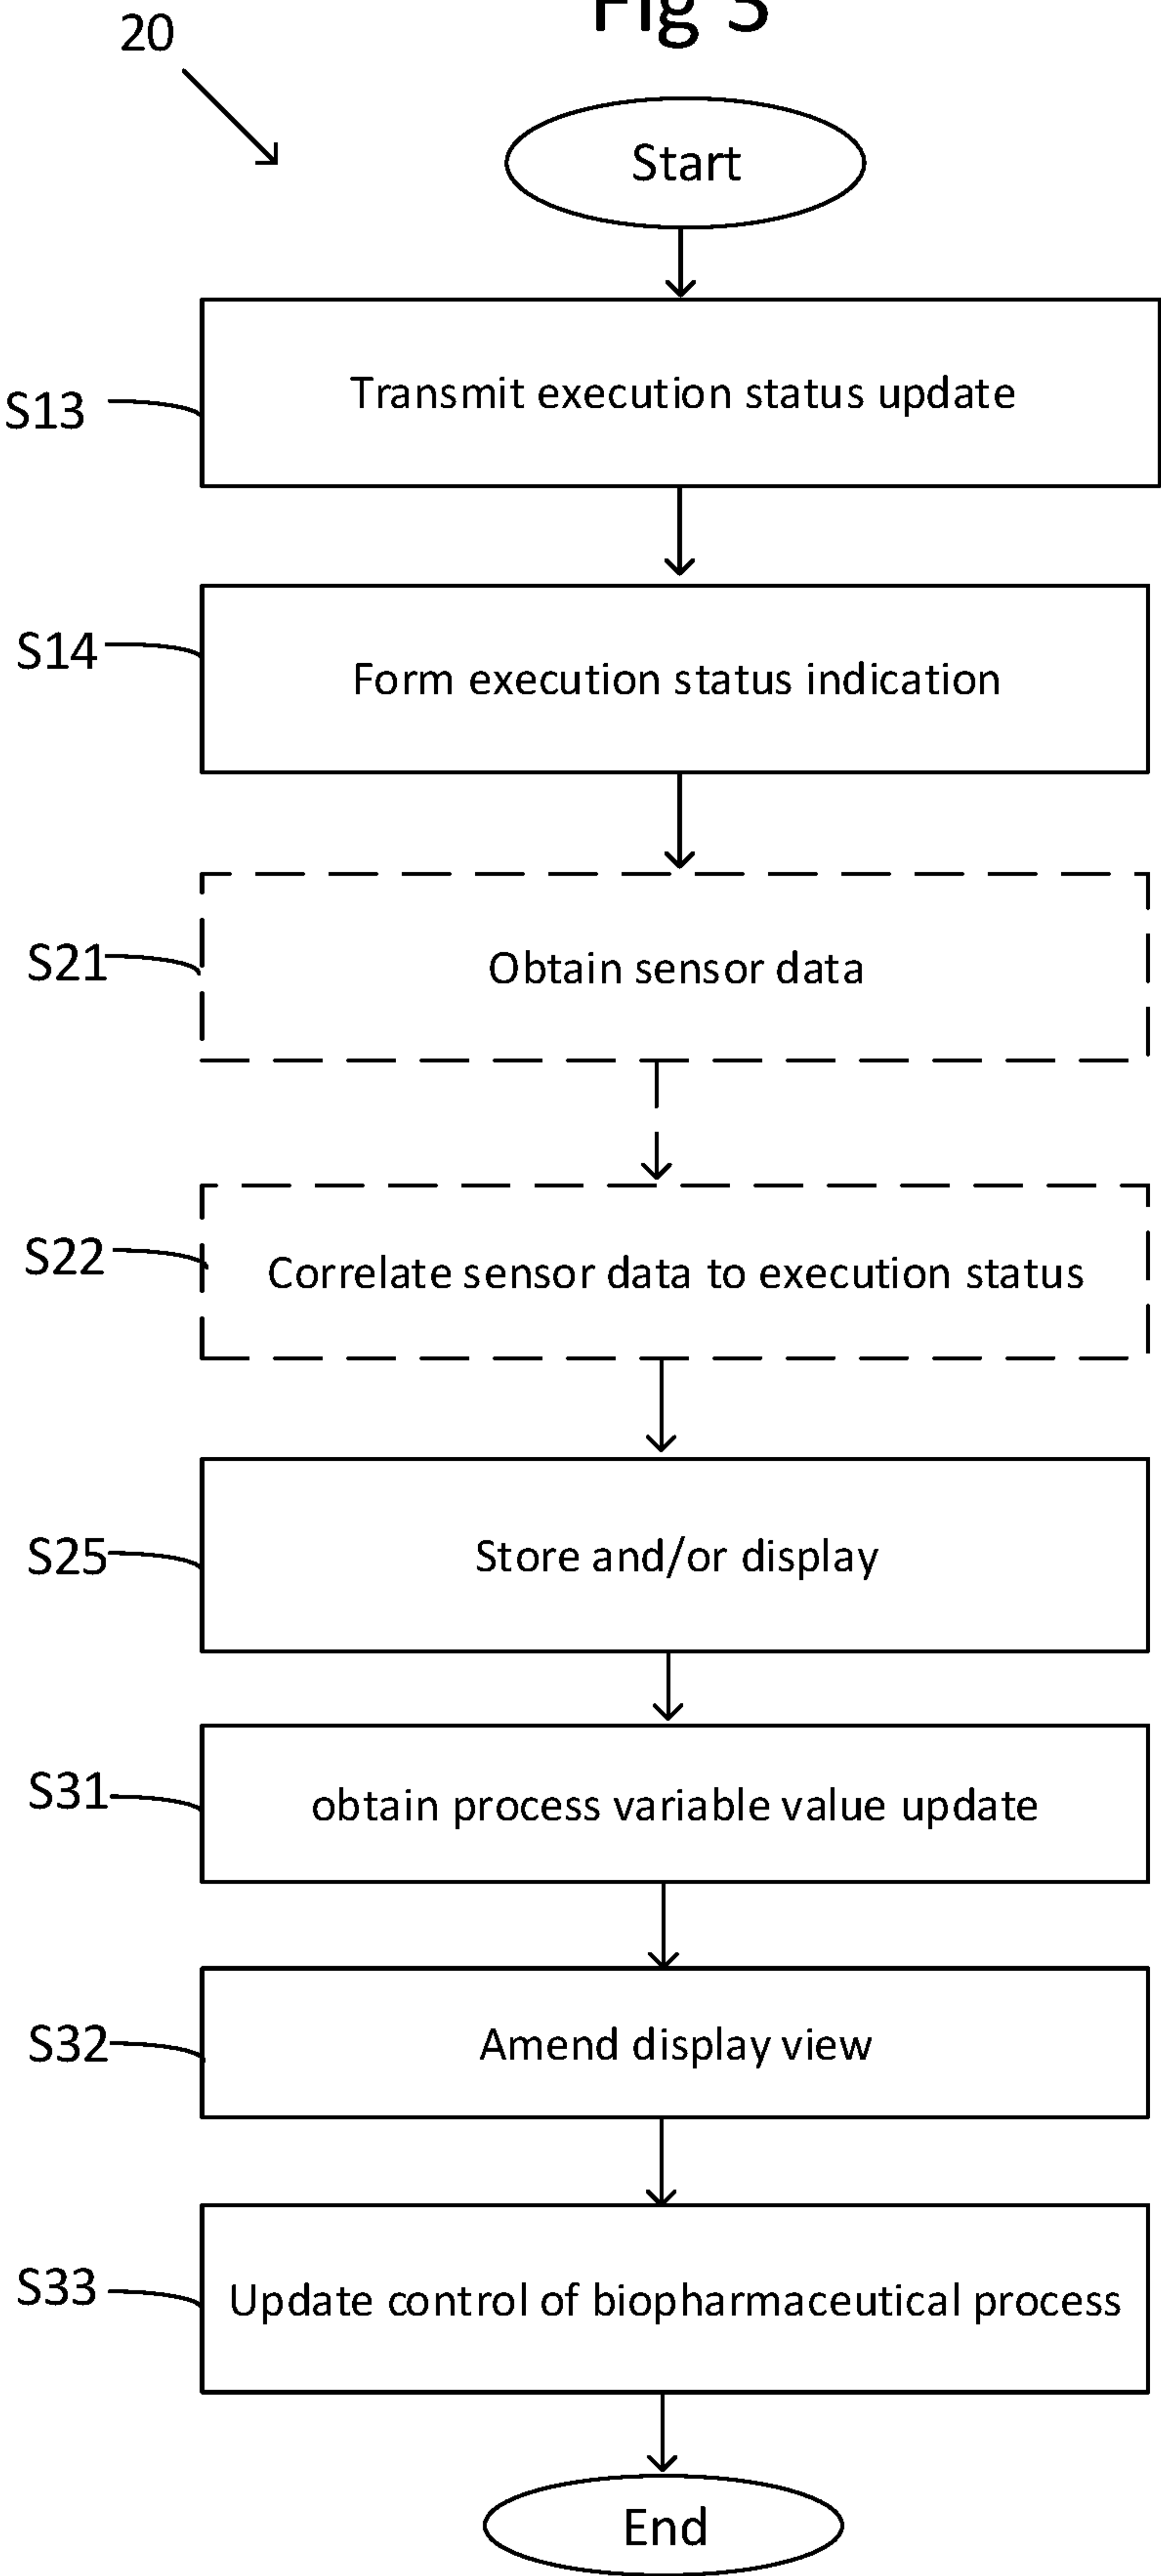 Fig 3
20
Start
S13
Transmit execution status update
S14
Form execution status indication
S21
Obtain sensor data
S22
Correlate sensor data to execution status
S25
Store and/or display
S31
obtain process variable value update
S32
Amend display view
S33
Update control of biopharmaceutical process
End